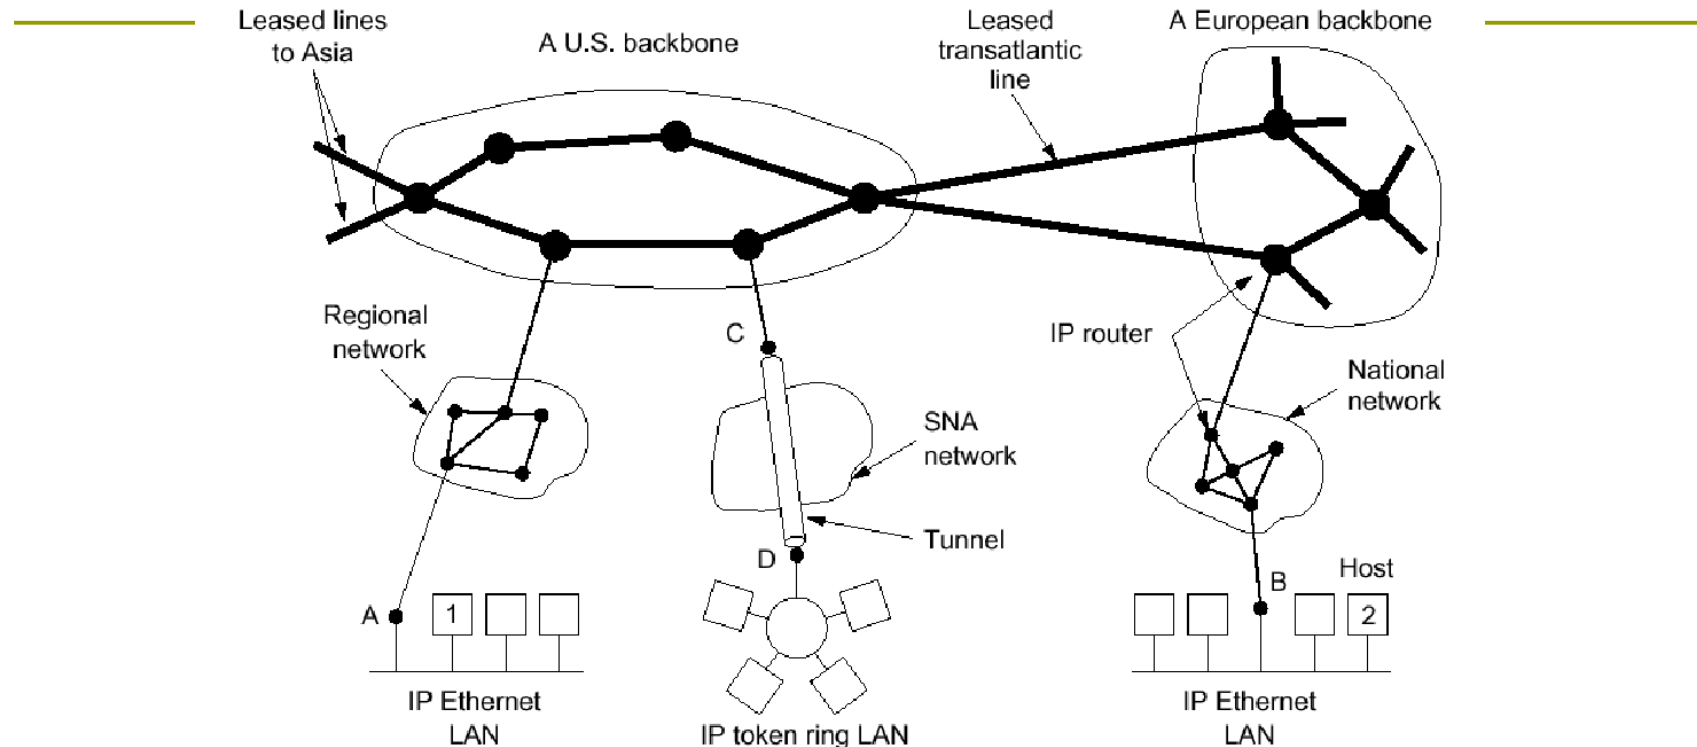 Leased lines
to Asia
A U.S. backbone
Leased
transatlantic
line
A European backbone
Regional
network
C
IP router
National
network
SNA
network
Tunnel
D
A
1
B
Host
2
IP Ethernet
LAN
IP token ring LAN
IP Ethernet
LAN